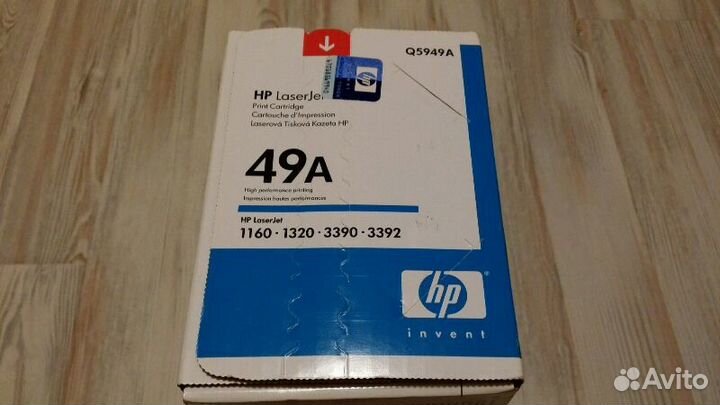 Q5949A
HP LaserJet
Print Cartridge
Cartouche d'Impression
Laserová Tisková Kazeta HP
49A
High performance printing
Impression hautes performances
HP LaserJet
1160 · 1320 · 3390 · 3392
hp
invent
Avito